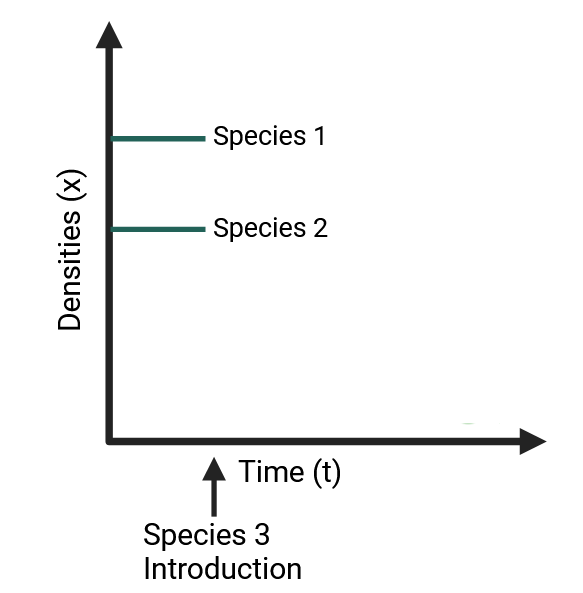 Species 1
Species 2
Densities (x)
Time (t)
Species 3
Introduction